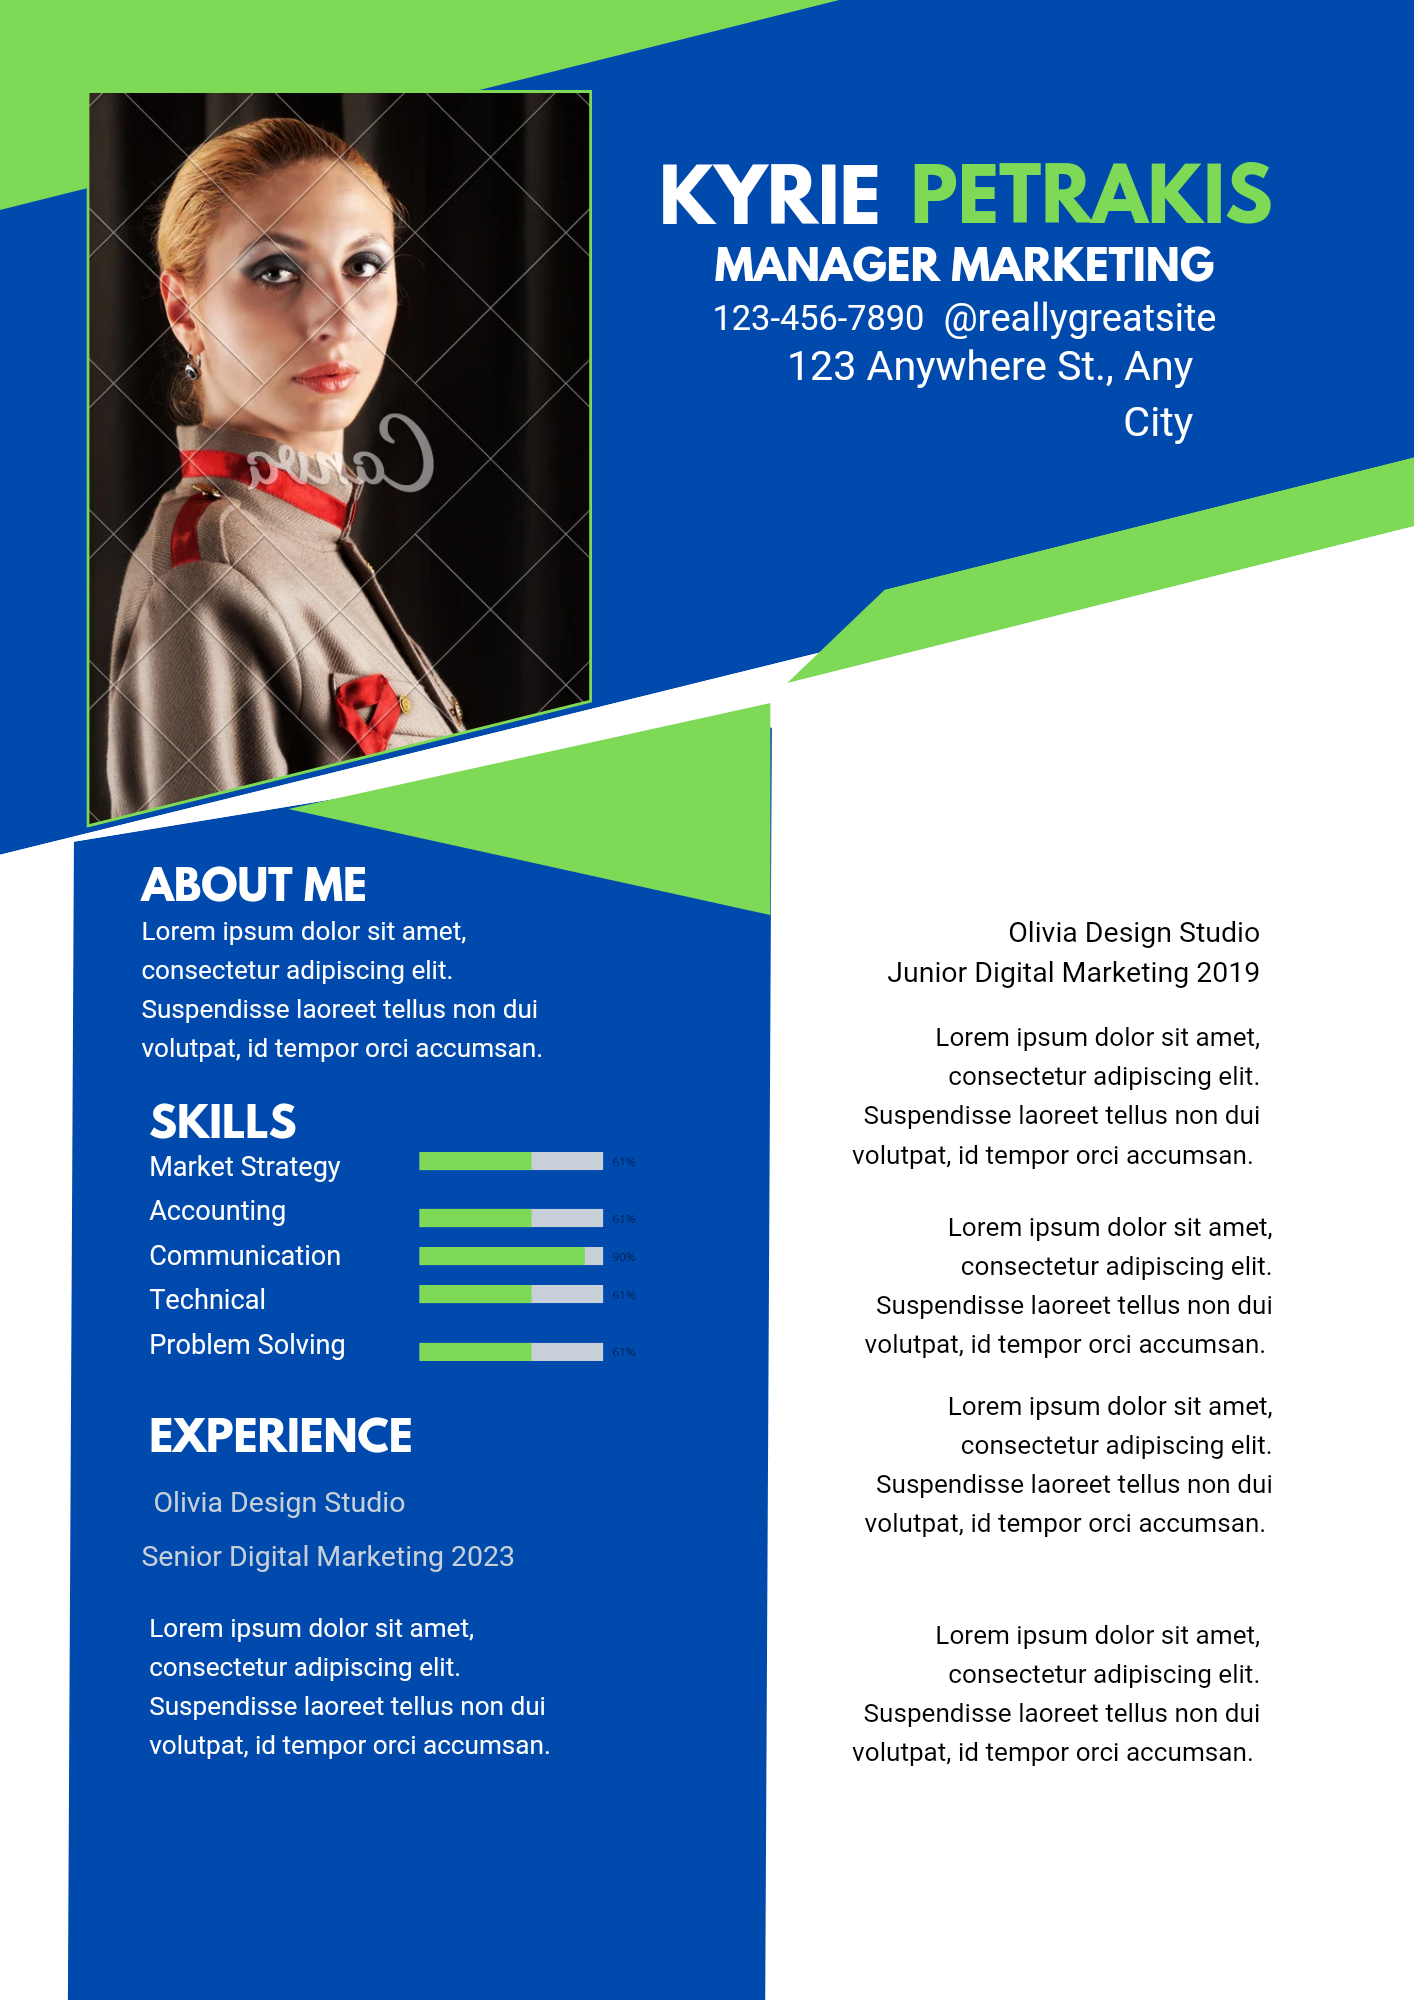 KYRIE PETRAKIS
MANAGER MARKETING
123-456-7890 @reallygreatsite
123 Anywhere St., Any
City
Canva
ABOUT ME
Lorem ipsum dolor sit amet,
consectetur adipiscing elit.
Suspendisse laoreet tellus non dui
volutpat, id tempor orci accumsan.
SKILLS
Market Strategy 61%
Accounting 61%
Communication 90%
Technical 61%
Problem Solving 61%
EXPERIENCE
Olivia Design Studio
Senior Digital Marketing 2023
Lorem ipsum dolor sit amet,
consectetur adipiscing elit.
Suspendisse laoreet tellus non dui
volutpat, id tempor orci accumsan.
Olivia Design Studio
Junior Digital Marketing 2019
Lorem ipsum dolor sit amet,
consectetur adipiscing elit.
Suspendisse laoreet tellus non dui
volutpat, id tempor orci accumsan.
Lorem ipsum dolor sit amet,
consectetur adipiscing elit.
Suspendisse laoreet tellus non dui
volutpat, id tempor orci accumsan.
Lorem ipsum dolor sit amet,
consectetur adipiscing elit.
Suspendisse laoreet tellus non dui
volutpat, id tempor orci accumsan.
Lorem ipsum dolor sit amet,
consectetur adipiscing elit.
Suspendisse laoreet tellus non dui
volutpat, id tempor orci accumsan.